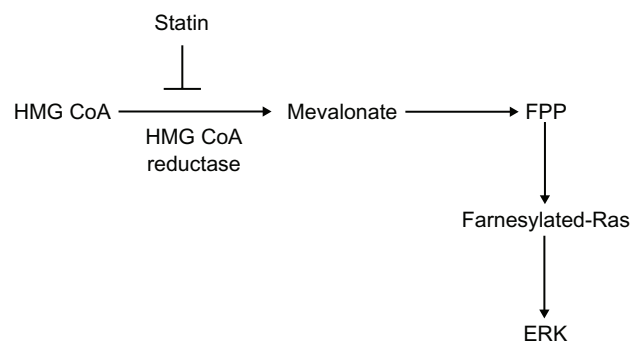 Statin
HMG CoA
Mevalonate
FPP
HMG CoA
reductase
Farnesylated-Ras
ERK